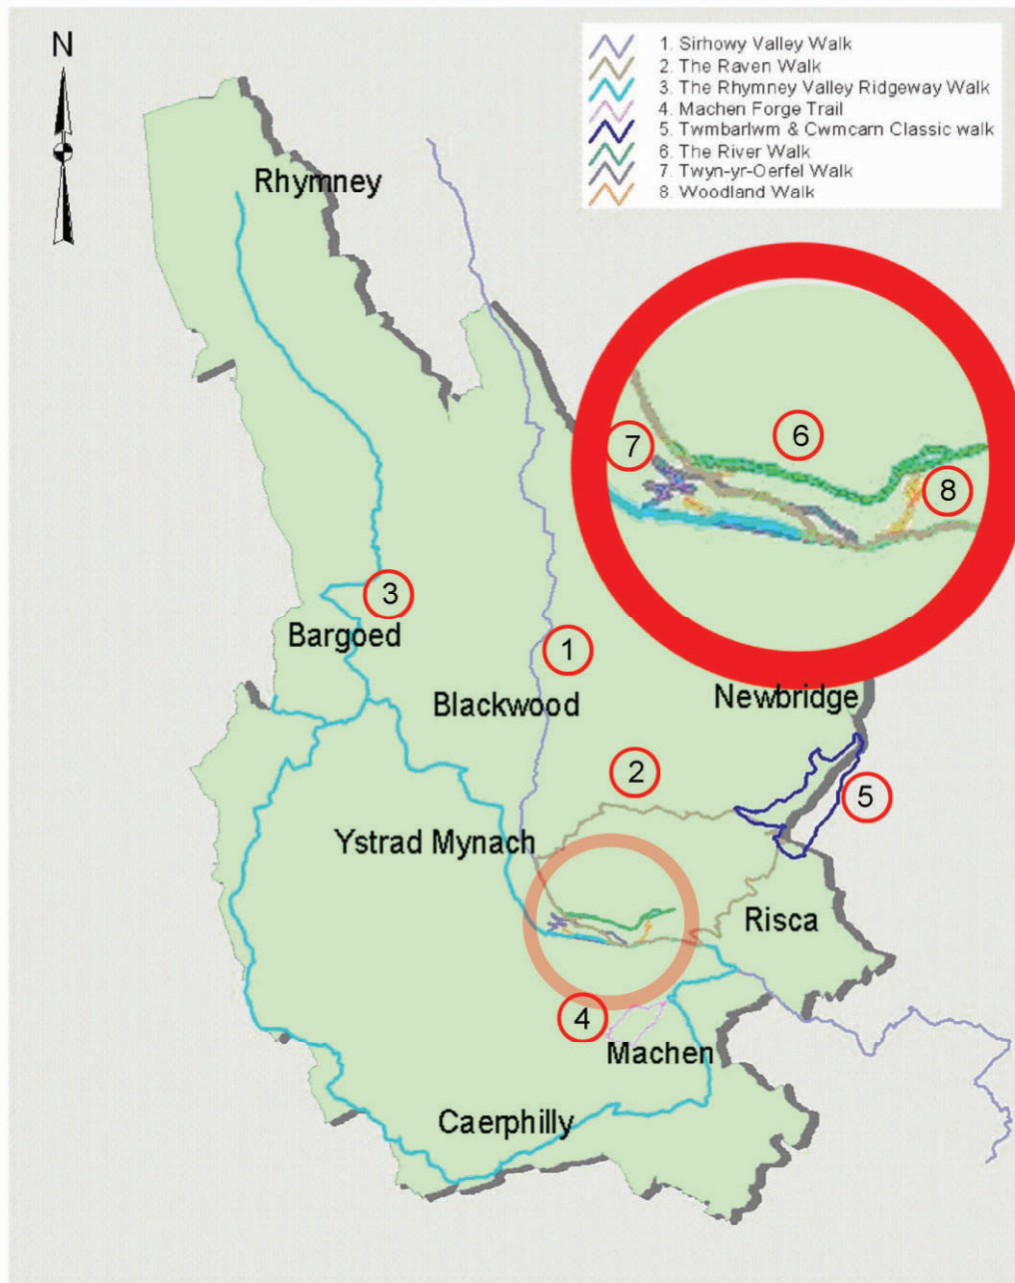 N
1. Sirhowy Valley Walk
2. The Raven Walk
3. The Rhymney Valley Ridgeway Walk
4. Machen Forge Trail
5. Twmbarlwm & Cwmcarn Classic walk
6. The River Walk
7. Twyn-yr-Oerfel Walk
8. Woodland Walk
Rhymney
6
7
8
3
Bargoed
1
Newbridge
Blackwood
2
5
Ystrad Mynach
Risca
4
Machen
Caerphilly